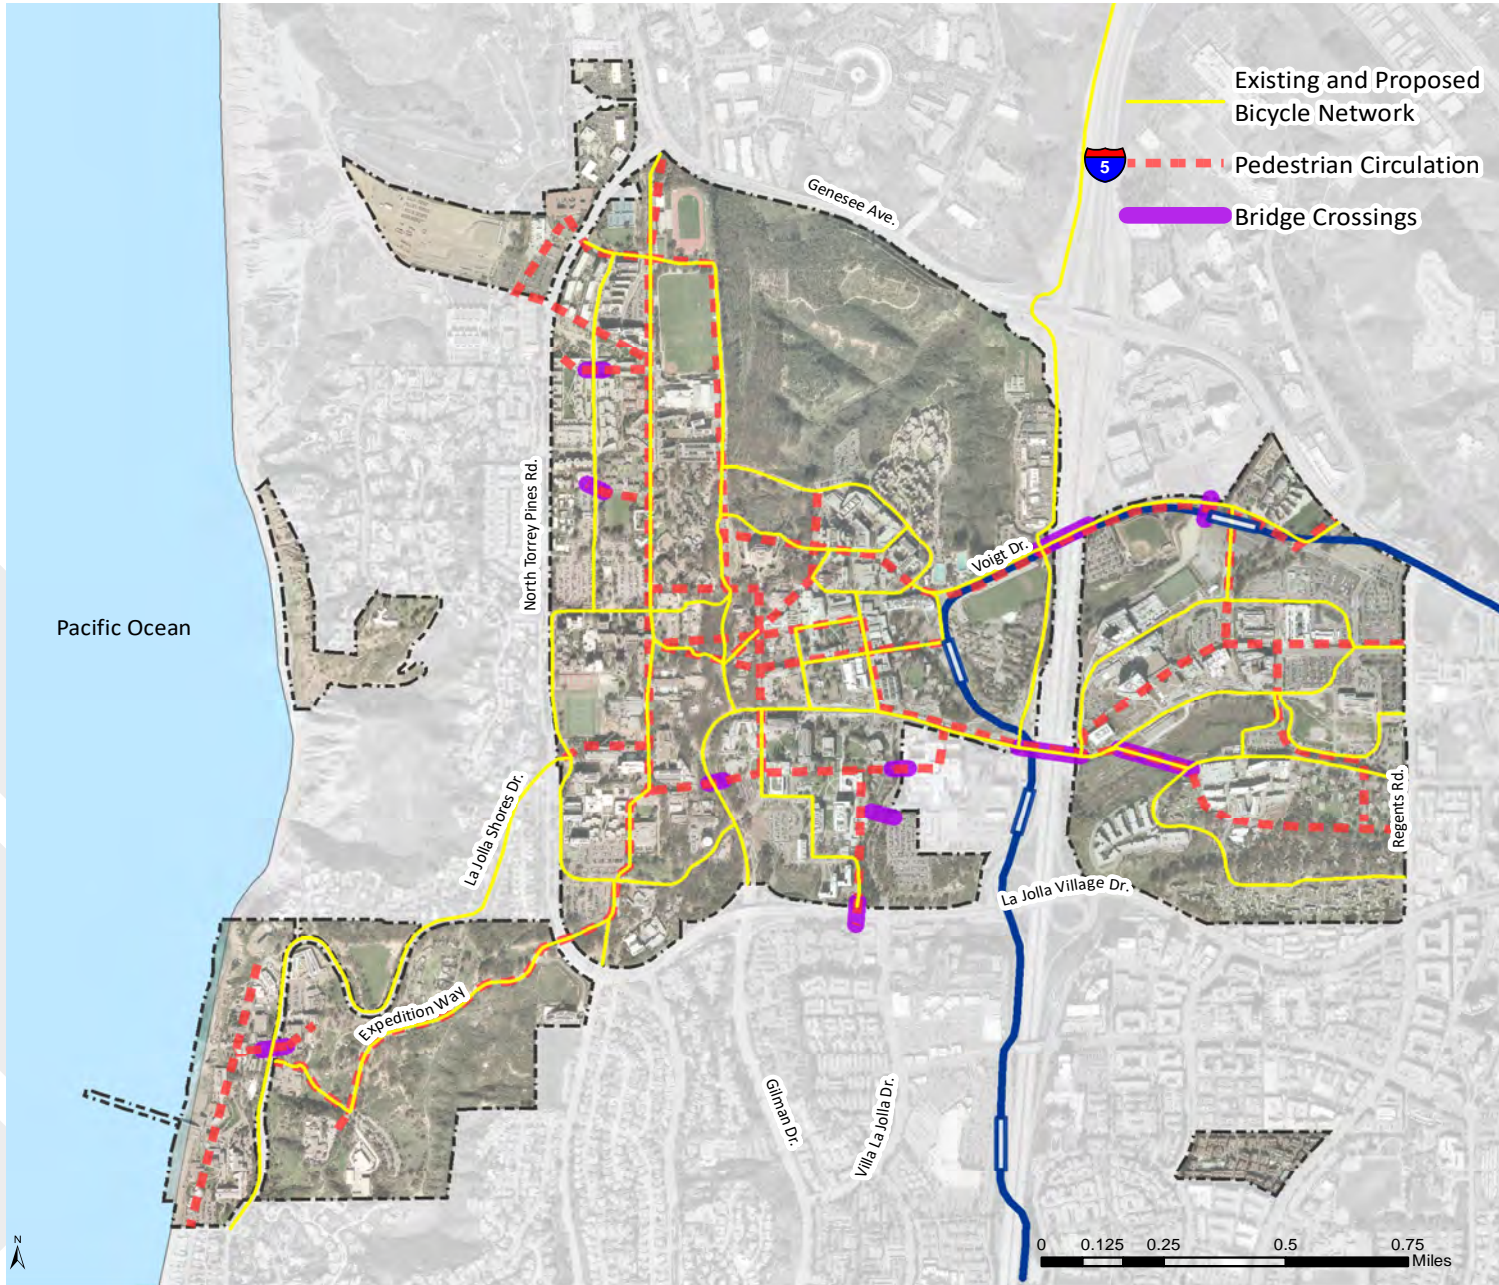 Existing and Proposed
Bicycle Network
5
Pedestrian Circulation
Bridge Crossings
Genesee Ave.
North Torrey Pines Rd.
Voigt Dr.
Pacific Ocean
La Jolla Shores Dr.
Regents Rd.
La Jolla Village Dr.
Expedition Way
Gilman Dr.
Villa La Jolla Dr.
N
0 0.125 0.25 0.5 0.75
Miles